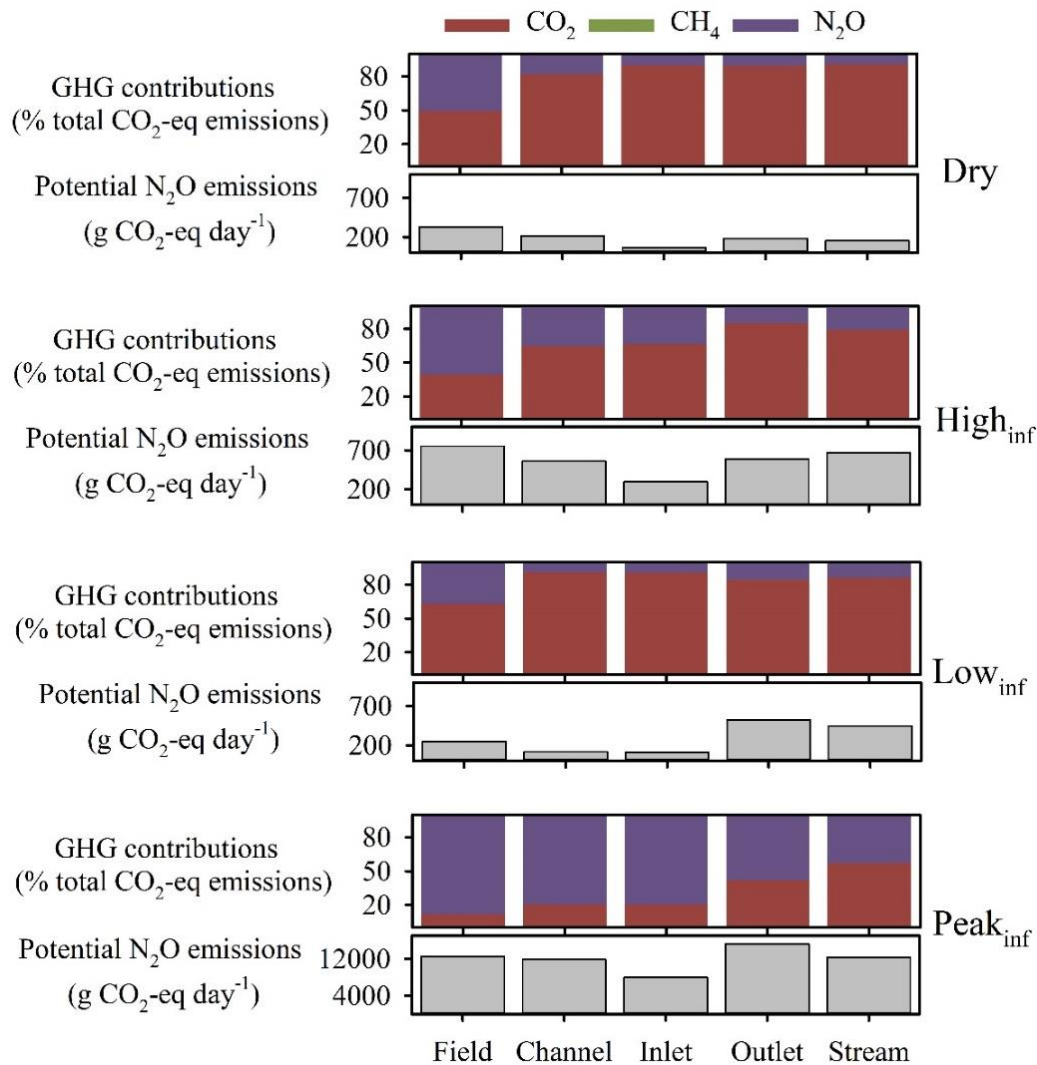 CO₂ CH₄ N₂O
GHG contributions
(% total CO₂-eq emissions)
80
50
20
Potential N₂O emissions
(g CO₂-eq day⁻¹)
700
200
Dry
GHG contributions
(% total CO₂-eq emissions)
80
50
20
Potential N₂O emissions
(g CO₂-eq day⁻¹)
700
200
High_inf
GHG contributions
(% total CO₂-eq emissions)
80
50
20
Potential N₂O emissions
(g CO₂-eq day⁻¹)
700
200
Low_inf
GHG contributions
(% total CO₂-eq emissions)
80
50
20
Potential N₂O emissions
(g CO₂-eq day⁻¹)
12000
4000
Peak_inf
Field Channel Inlet Outlet Stream